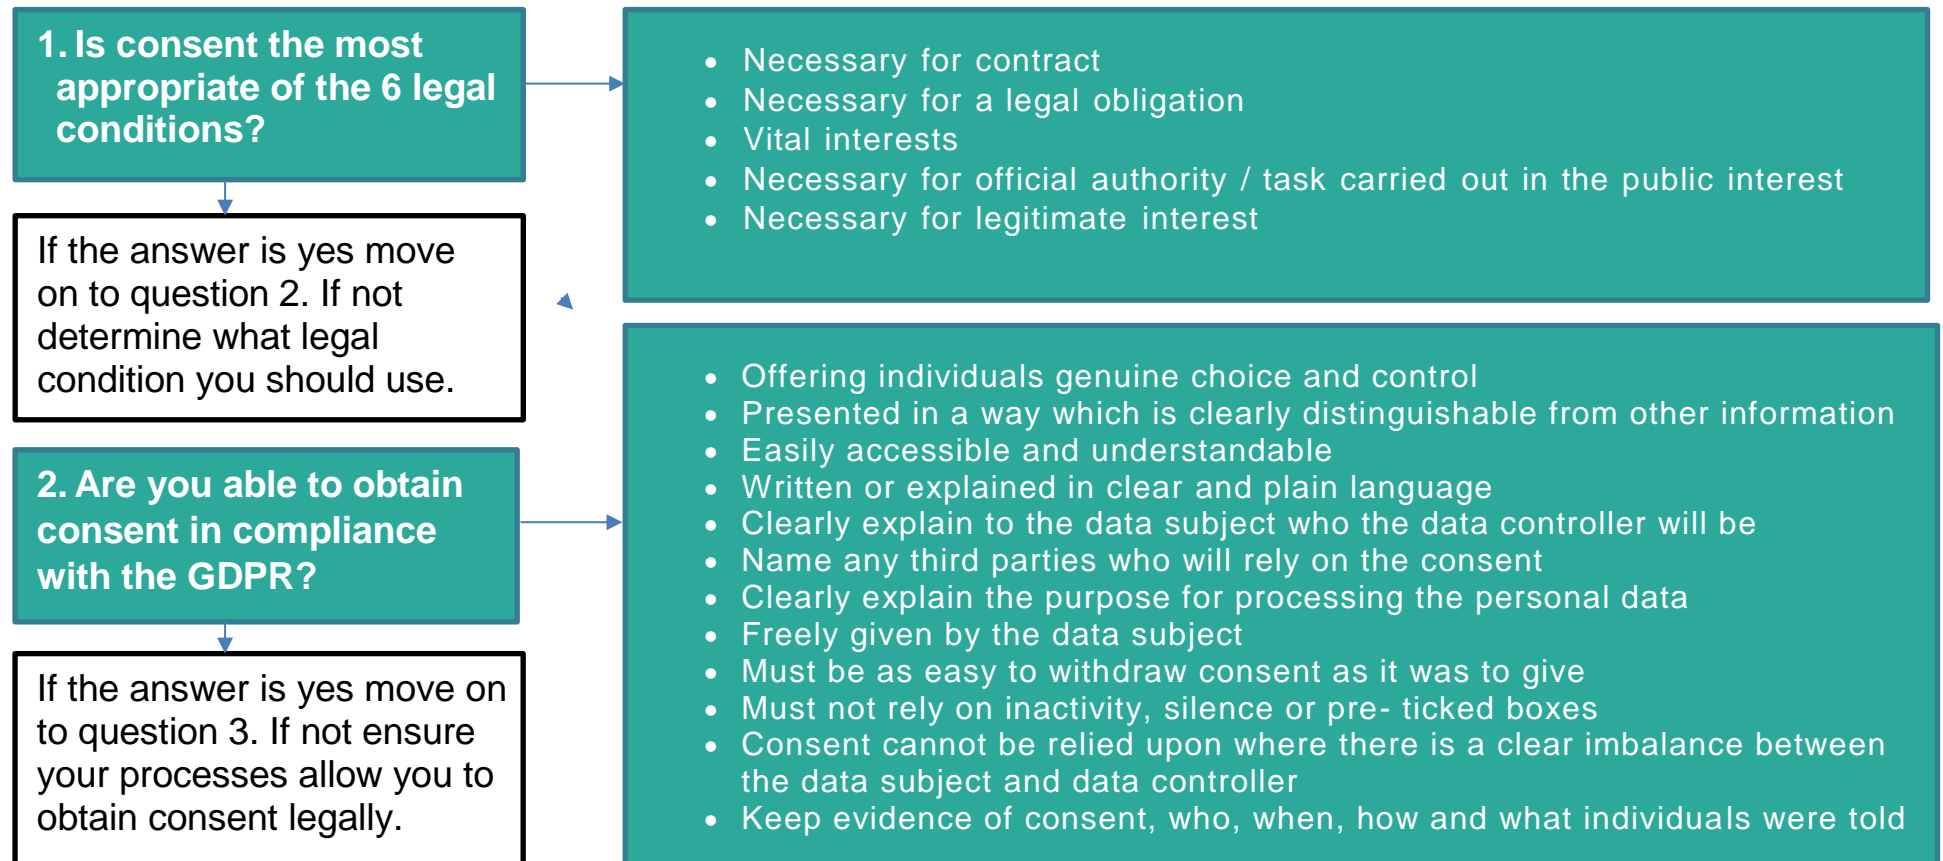 1. Is consent the most
appropriate of the 6 legal
conditions?
• Necessary for contract
• Necessary for a legal obligation
• Vital interests
• Necessary for official authority / task carried out in the public interest
• Necessary for legitimate interest
If the answer is yes move
on to question 2. If not
determine what legal
condition you should use.
2. Are you able to obtain
consent in compliance
with the GDPR?
• Offering individuals genuine choice and control
• Presented in a way which is clearly distinguishable from other information
• Easily accessible and understandable
• Written or explained in clear and plain language
• Clearly explain to the data subject who the data controller will be
• Name any third parties who will rely on the consent
• Clearly explain the purpose for processing the personal data
• Freely given by the data subject
• Must be as easy to withdraw consent as it was to give
• Must not rely on inactivity, silence or pre- ticked boxes
• Consent cannot be relied upon where there is a clear imbalance between
the data subject and data controller
• Keep evidence of consent, who, when, how and what individuals were told
If the answer is yes move on
to question 3. If not ensure
your processes allow you to
obtain consent legally.